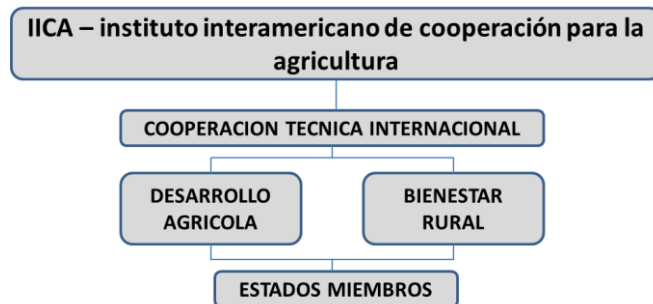 IICA – instituto interamericano de cooperación para la
agricultura
COOPERACION TECNICA INTERNACIONAL
DESARROLLO
AGRICOLA
BIENESTAR
RURAL
ESTADOS MIEMBROS